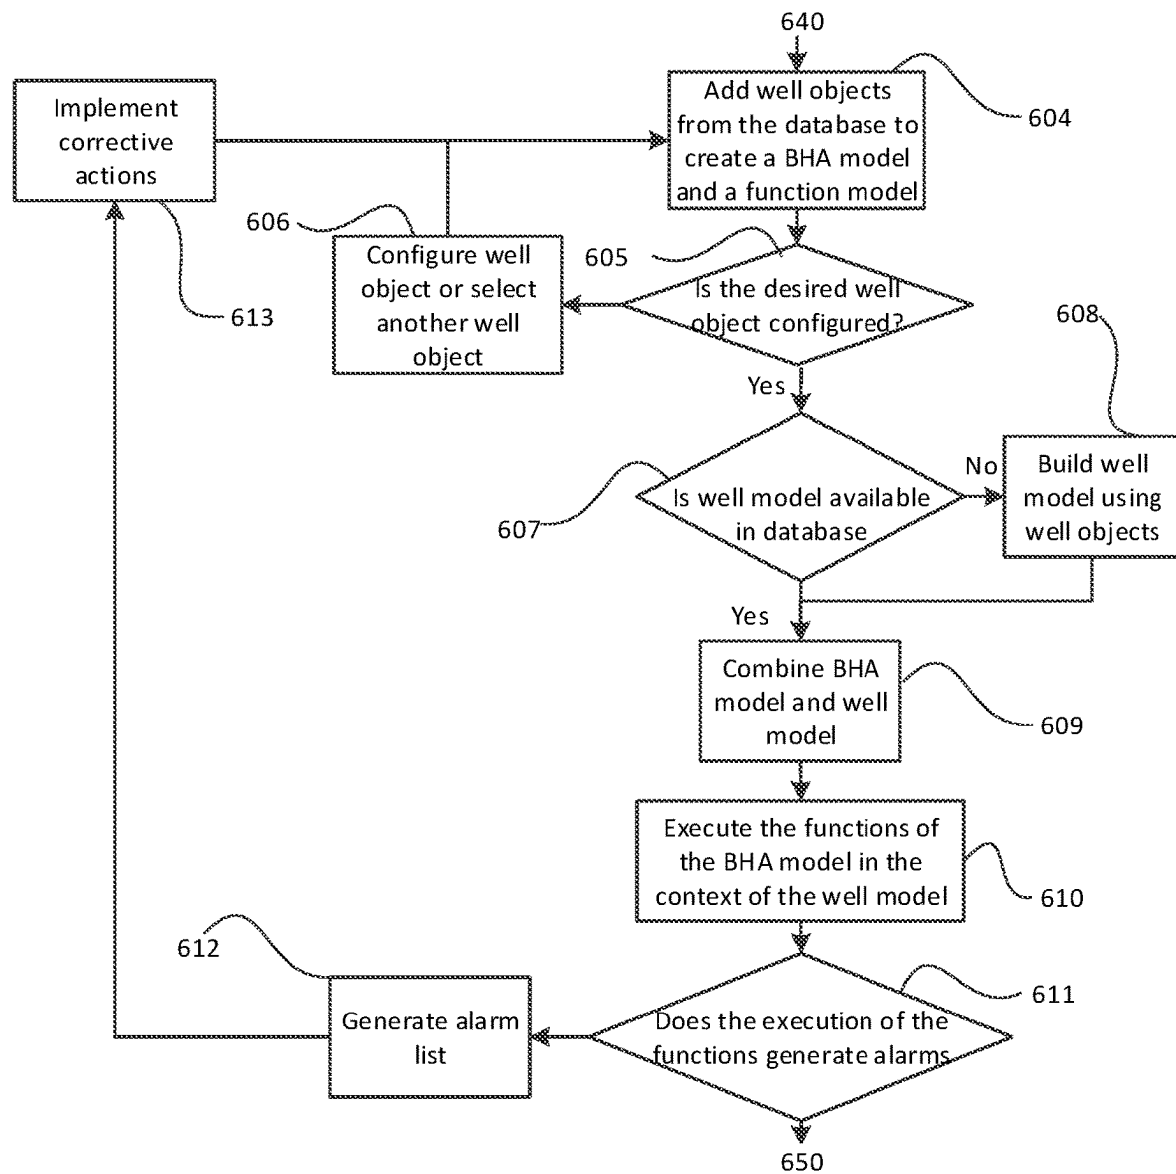 640
Implement
corrective
actions
Add well objects
from the database to
create a BHA model
and a function model
604
606
605
Configure well
object or select
another well
object
Is the desired well
object configured?
613
608
Yes
No
Build well
model using
well objects
Is well model available
in database
607
Yes
Combine BHA
model and well
model
609
Execute the functions of
the BHA model in the
context of the well model
610
612
611
Generate alarm
list
Does the execution of the
functions generate alarms
650